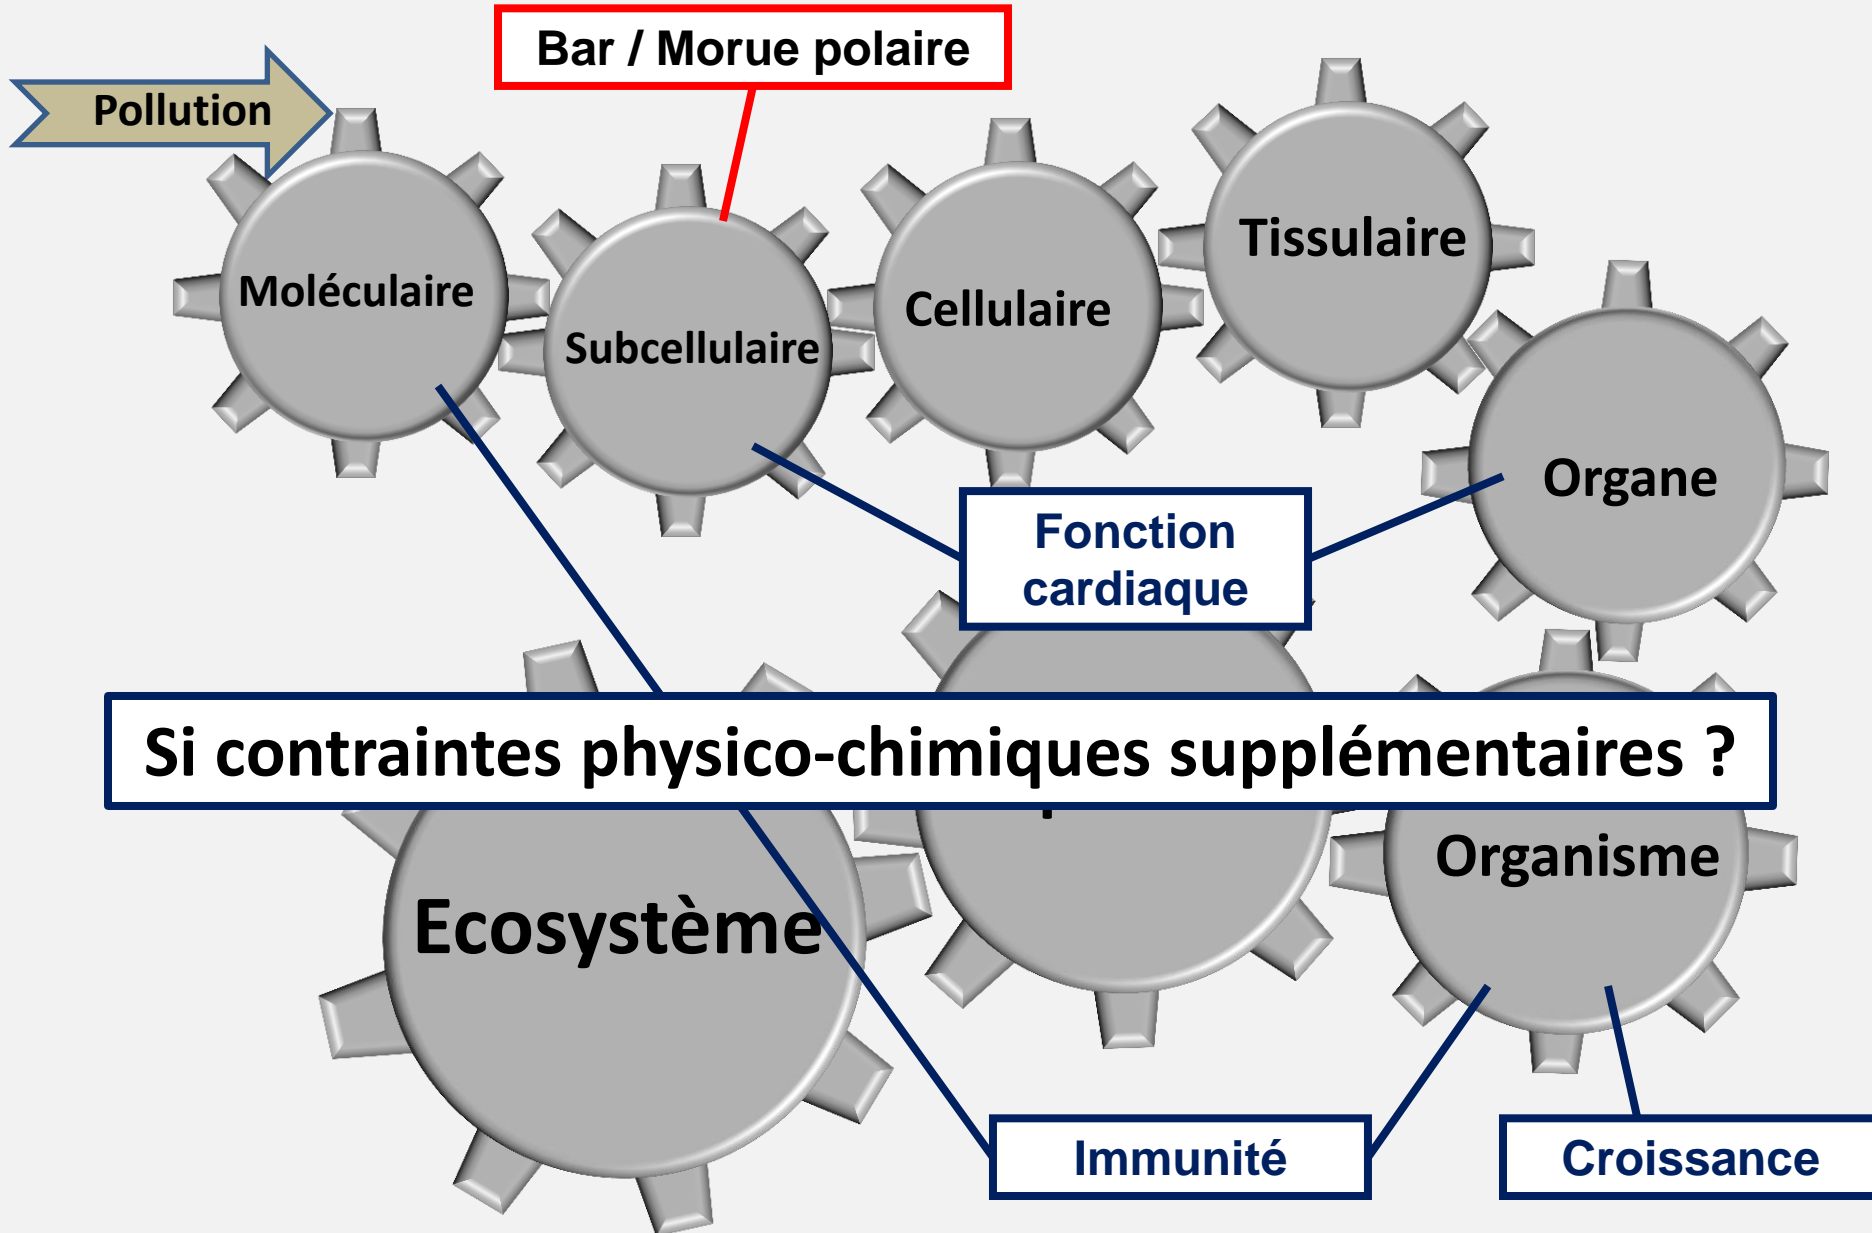 Bar / Morue polaire
Pollution
Moléculaire
Subcellulaire
Cellulaire
Tissulaire
Organe
Fonction
cardiaque
Si contraintes physico-chimiques supplémentaires ?
Organisme
Ecosystème
Immunité
Croissance